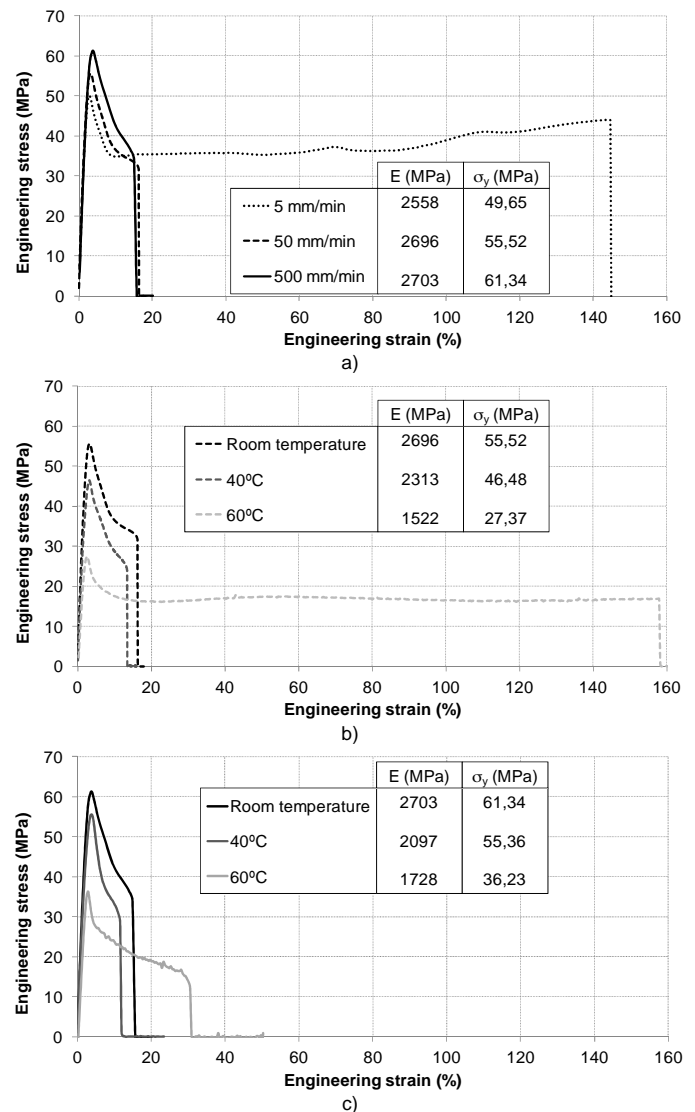 70
60
50
40
30
20
10
0
Engineering stress (MPa)
E (MPa) σy (MPa)
5 mm/min 2558 49,65
50 mm/min 2696 55,52
500 mm/min 2703 61,34
0 20 40 60 80 100 120 140 160
Engineering strain (%)
a)
70
60
50
40
30
20
10
0
Engineering stress (MPa)
E (MPa) σy (MPa)
Room temperature 2696 55,52
40ºC 2313 46,48
60ºC 1522 27,37
0 20 40 60 80 100 120 140 160
Engineering strain (%)
b)
70
60
50
40
30
20
10
0
Engineering stress (MPa)
E (MPa) σy (MPa)
Room temperature 2703 61,34
40ºC 2097 55,36
60ºC 1728 36,23
0 20 40 60 80 100 120 140 160
Engineering strain (%)
c)